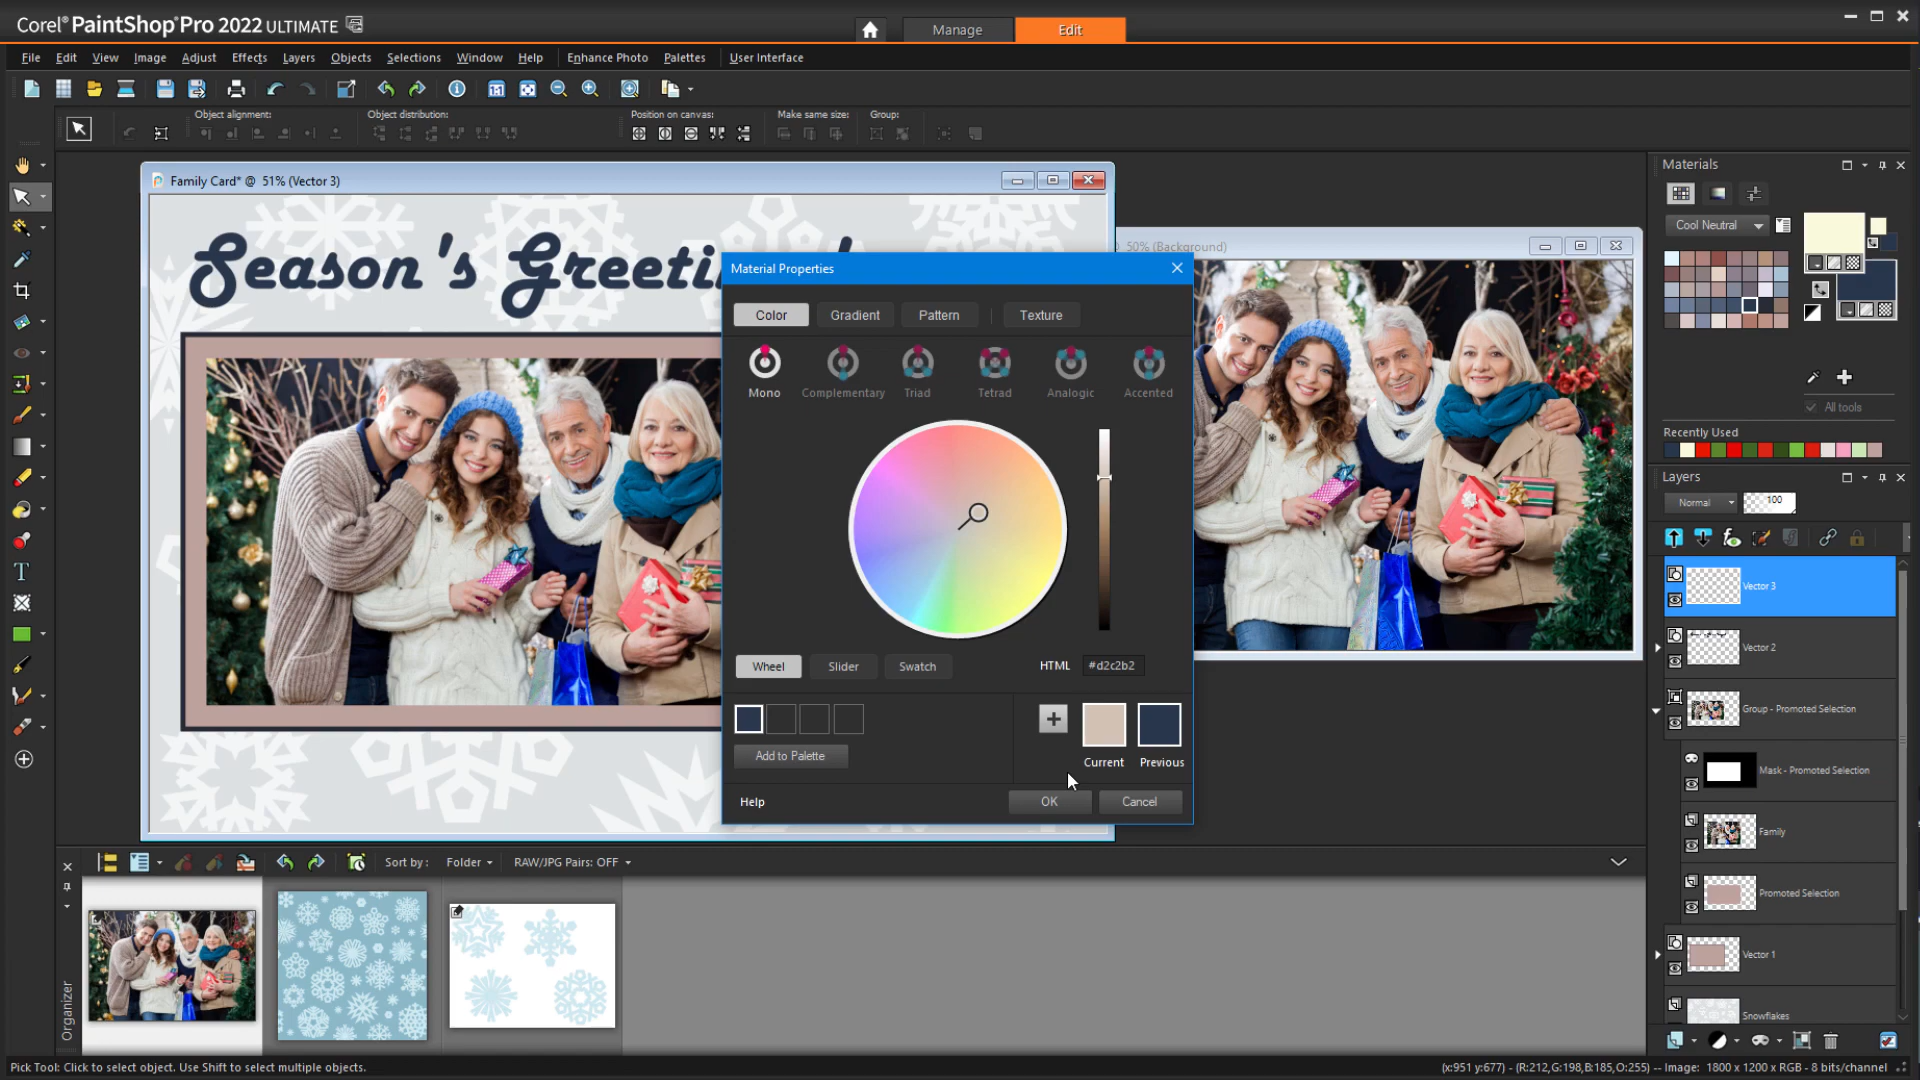 Corel® PaintShop® Pro 2022 ULTIMATE
Manage
Edit
File Edit View Image Adjust Effects Layers Objects Selections Window Help Enhance Photo Palettes User Interface
Object alignment:
Object distribution:
Position on canvas:
Make same size:
Group:
Family Card* @ 51% (Vector 3)
Season's Greeti
50% (Background)
Material Properties
Color
Gradient
Pattern
Texture
Mono
Complementary
Triad
Tetrad
Analogic
Accented
Wheel
Slider
Swatch
HTML
#d2c2b2
Add to Palette
Current
Previous
Help
OK
Cancel
Materials
Cool Neutral
All tools
Recently Used
Layers
Normal
100
Vector 3
Vector 2
Group - Promoted Selection
Mask - Promoted Selection
Family
Promoted Selection
Vector 1
Snowflakes
Organizer
Sort by :
Folder
RAW/JPG Pairs: OFF
Pick Tool: Click to select object. Use Shift to select multiple objects.
(x:951 y:677) - (R:212,G:198,B:185,O:255) -- Image: 1800 x 1200 x RGB - 8 bits/channel